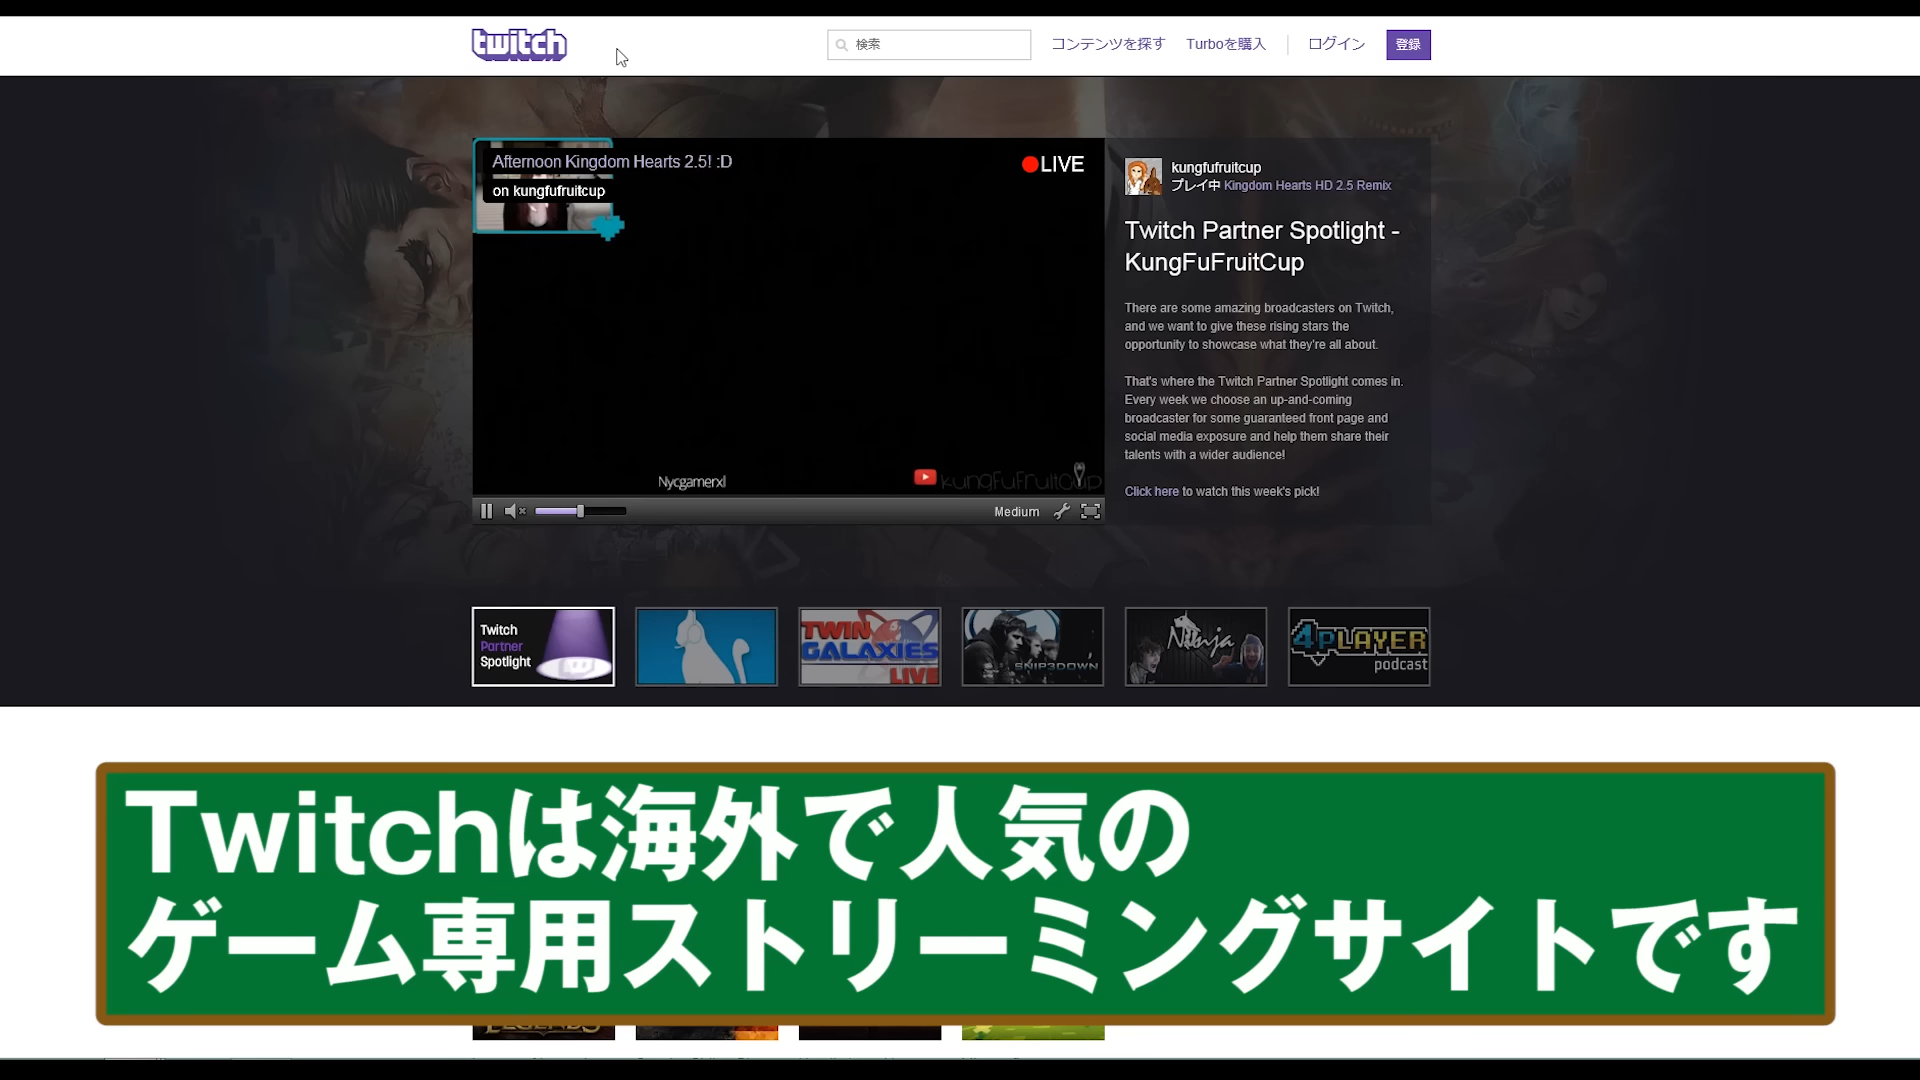 twitch
検索
コンテンツを探す
Turboを購入
ログイン
登録
Afternoon Kingdom Hearts 2.5! :D
on kungfufruitcup
LIVE
Nycgamerxl
kungFuFruitCup
Medium
kungfufruitcup
プレイ中 Kingdom Hearts HD 2.5 Remix
Twitch Partner Spotlight -
KungFuFruitCup
There are some amazing broadcasters on Twitch,
and we want to give these rising stars the
opportunity to showcase what they're all about.
That's where the Twitch Partner Spotlight comes in.
Every week we choose an up-and-coming
broadcaster for some guaranteed front page and
social media exposure and help them share their
talents with a wider audience!
Click here to watch this week's pick!
Twitch
Partner
Spotlight
TWIN
GALAXIES
LIVE
SNIP3DOWN
Ninja
4PLAYER
podcast
Twitchは海外で人気の
ゲーム専用ストリーミングサイトです